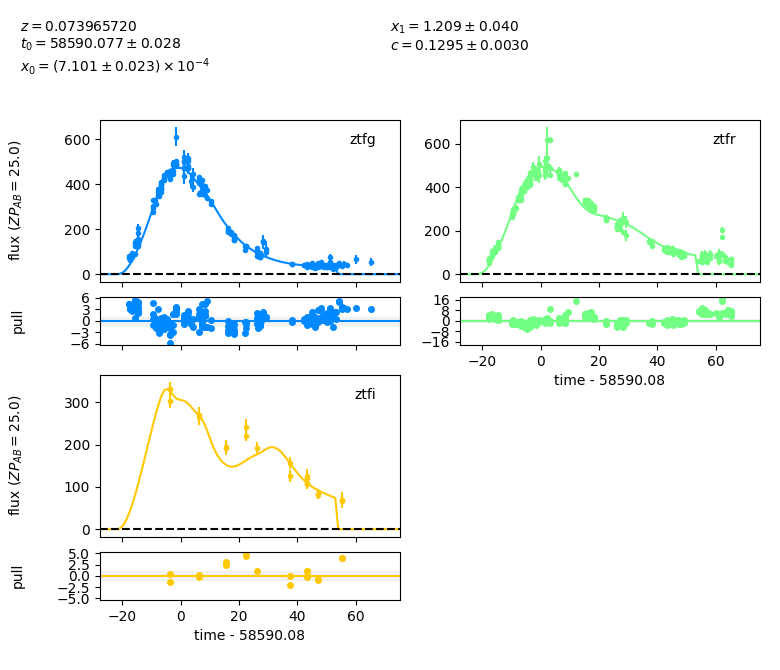 z = 0.073965720
t₀ = 58590.077 ± 0.028
x₀ = (7.101 ± 0.023) × 10⁻⁴
x₁ = 1.209 ± 0.040
c = 0.1295 ± 0.0030
ztfg
flux (ZP_AB = 25.0)
600
400
200
0
pull
6
3
0
−3
−6
ztfr
600
400
200
0
16
8
0
−8
−16
−20 0 20 40 60
time - 58590.08
ztfi
flux (ZP_AB = 25.0)
300
200
100
0
pull
5.0
2.5
0.0
−2.5
−5.0
−20 0 20 40 60
time - 58590.08